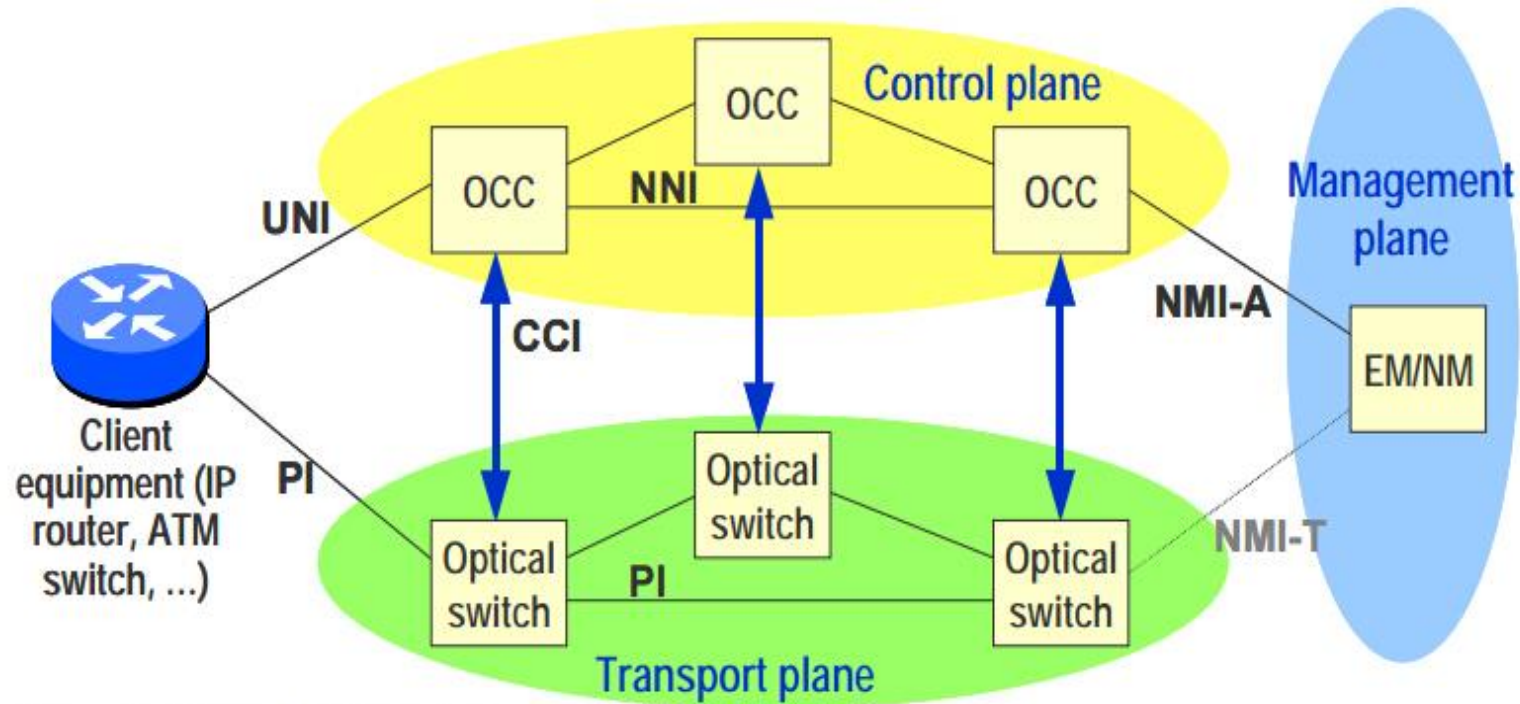 Control plane
OCC
OCC
NNI
OCC
UNI
Management
plane
NMI-A
CCI
EM/NM
Client
equipment (IP
router, ATM
switch, ...)
PI
Optical
switch
NMI-T
Optical
switch
PI
Optical
switch
Transport plane